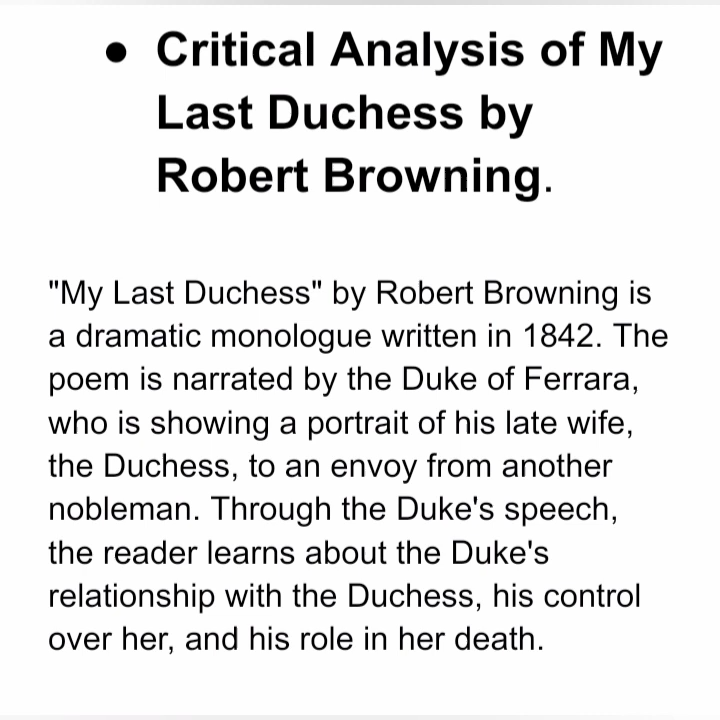 ● Critical Analysis of My
Last Duchess by
Robert Browning.
"My Last Duchess" by Robert Browning is
a dramatic monologue written in 1842. The
poem is narrated by the Duke of Ferrara,
who is showing a portrait of his late wife,
the Duchess, to an envoy from another
nobleman. Through the Duke's speech,
the reader learns about the Duke's
relationship with the Duchess, his control
over her, and his role in her death.